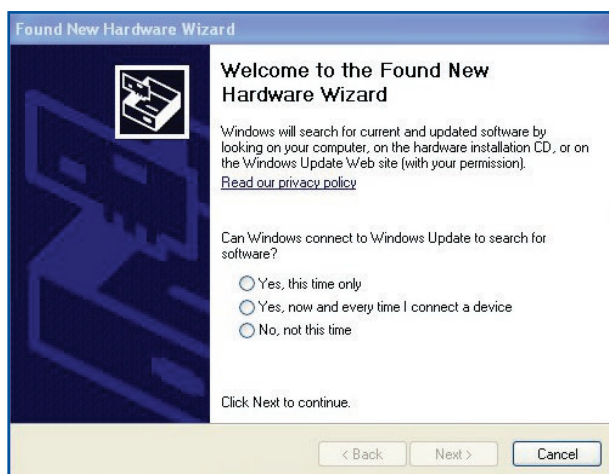 Found New Hardware Wizard
Welcome to the Found New
Hardware Wizard
Windows will search for current and updated software by
looking on your computer, on the hardware installation CD, or on
the Windows Update Web site (with your permission).
Read our privacy policy
Can Windows connect to Windows Update to search for
software?
Yes, this time only
Yes, now and every time I connect a device
No, not this time
Click Next to continue.
< Back Next > Cancel